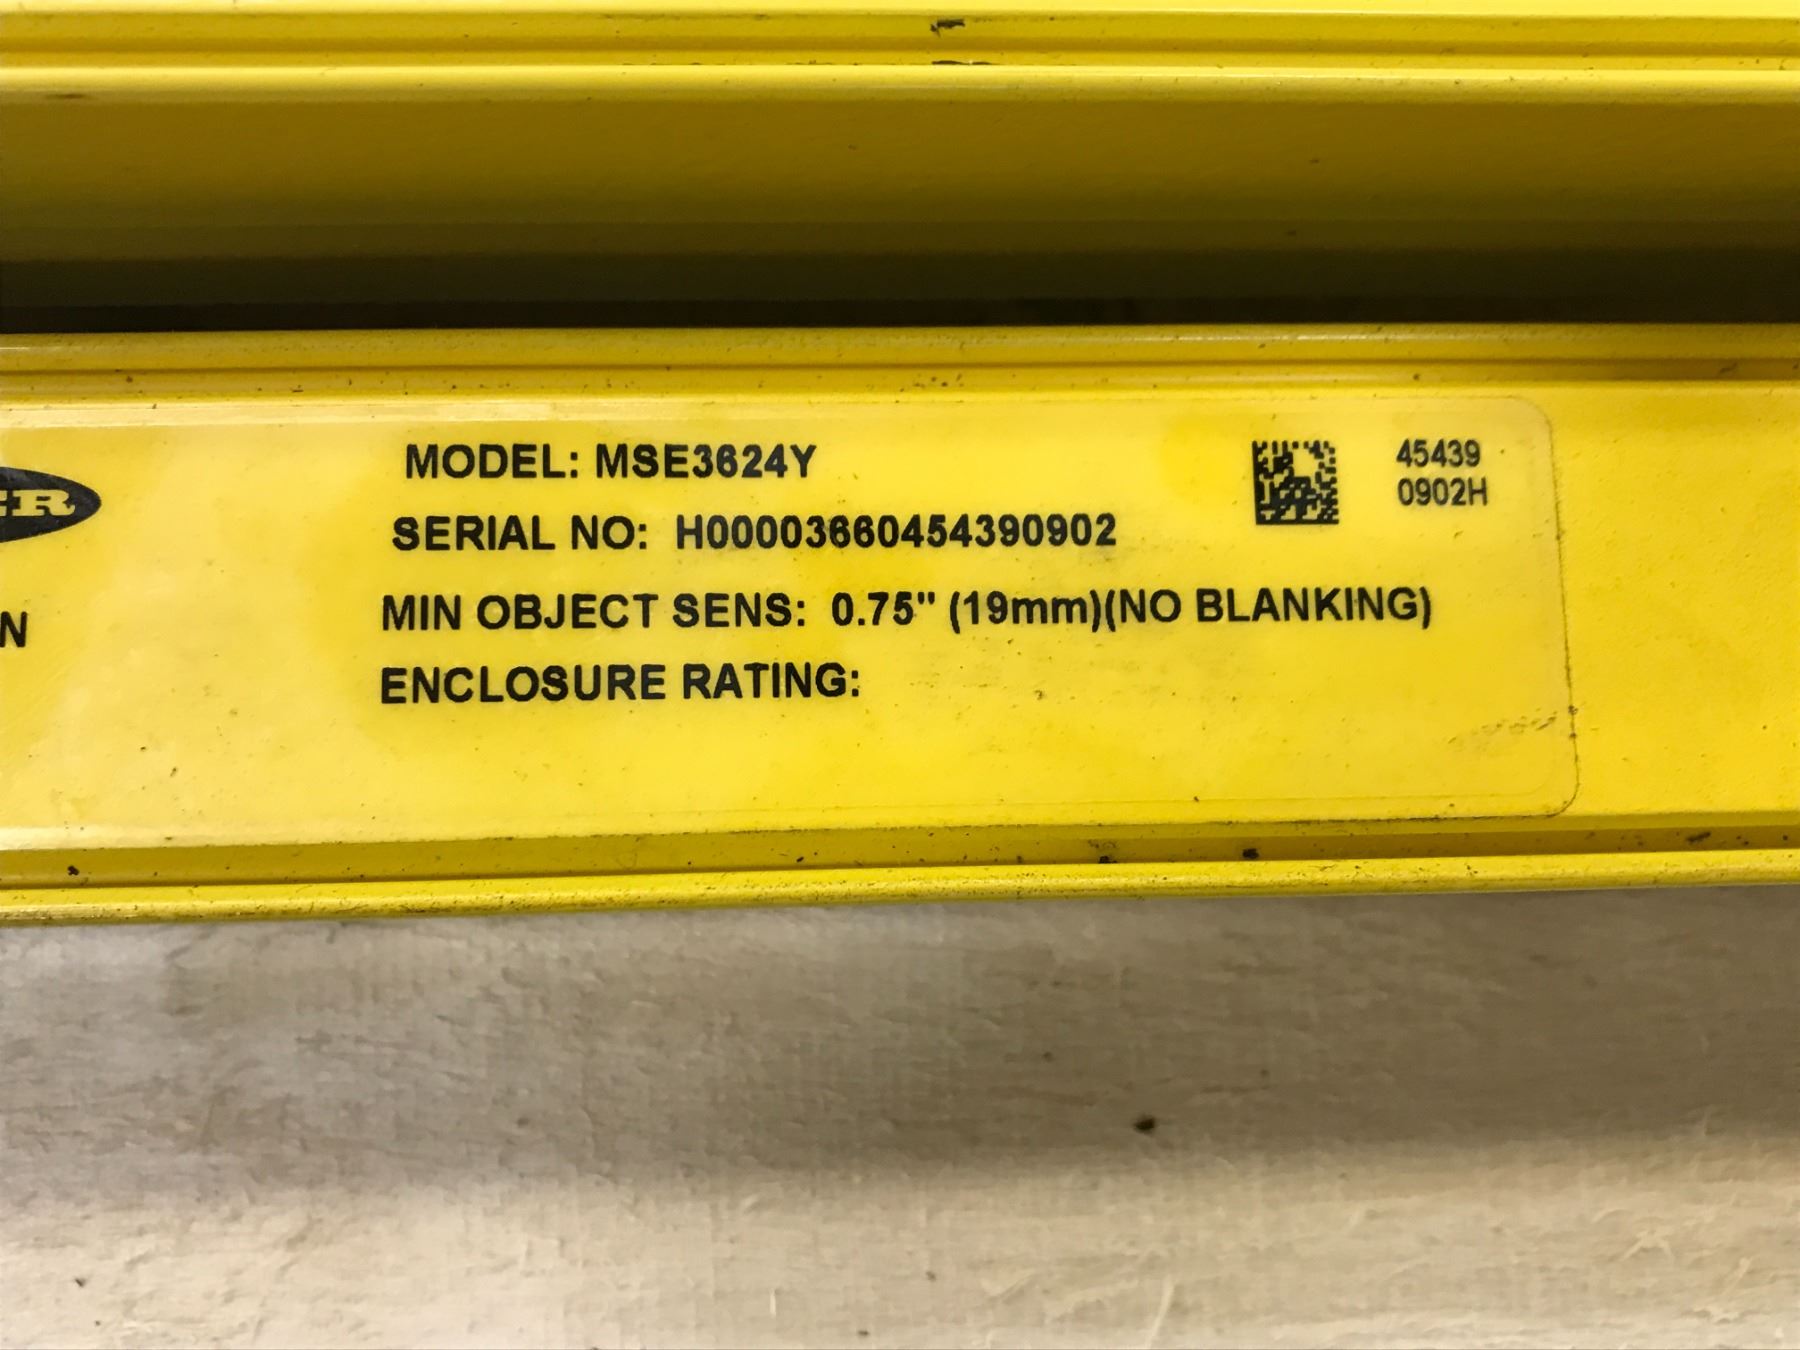 MODEL: MSE3624Y
45439
0902H
SERIAL NO: H00003660454390902
MIN OBJECT SENS: 0.75" (19mm)(NO BLANKING)
ENCLOSURE RATING: